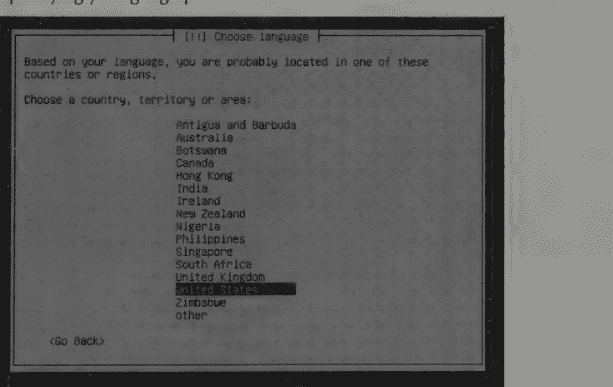 [!!] Choose language
Based on your language, you are probably located in one of these
countries or regions.
Choose a country, territory or area:
Antigua and Barbuda
Australia
Botswana
Canada
Hong Kong
India
Ireland
New Zealand
Nigeria
Philippines
Singapore
South Africa
United Kingdom
United States
Zimbabwe
other
<Go Back>